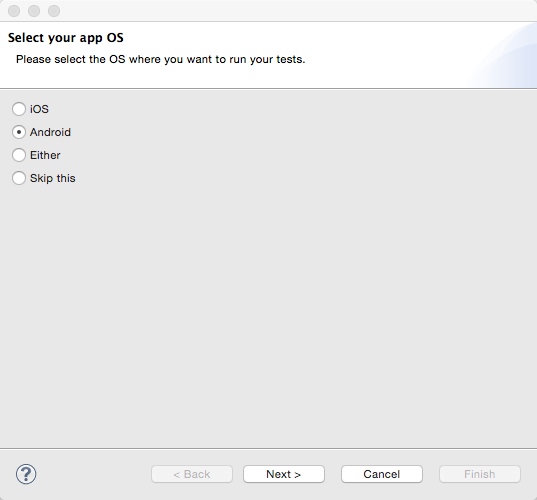 Select your app OS
Please select the OS where you want to run your tests.
iOS
Android
Either
Skip this
?
< Back
Next >
Cancel
Finish